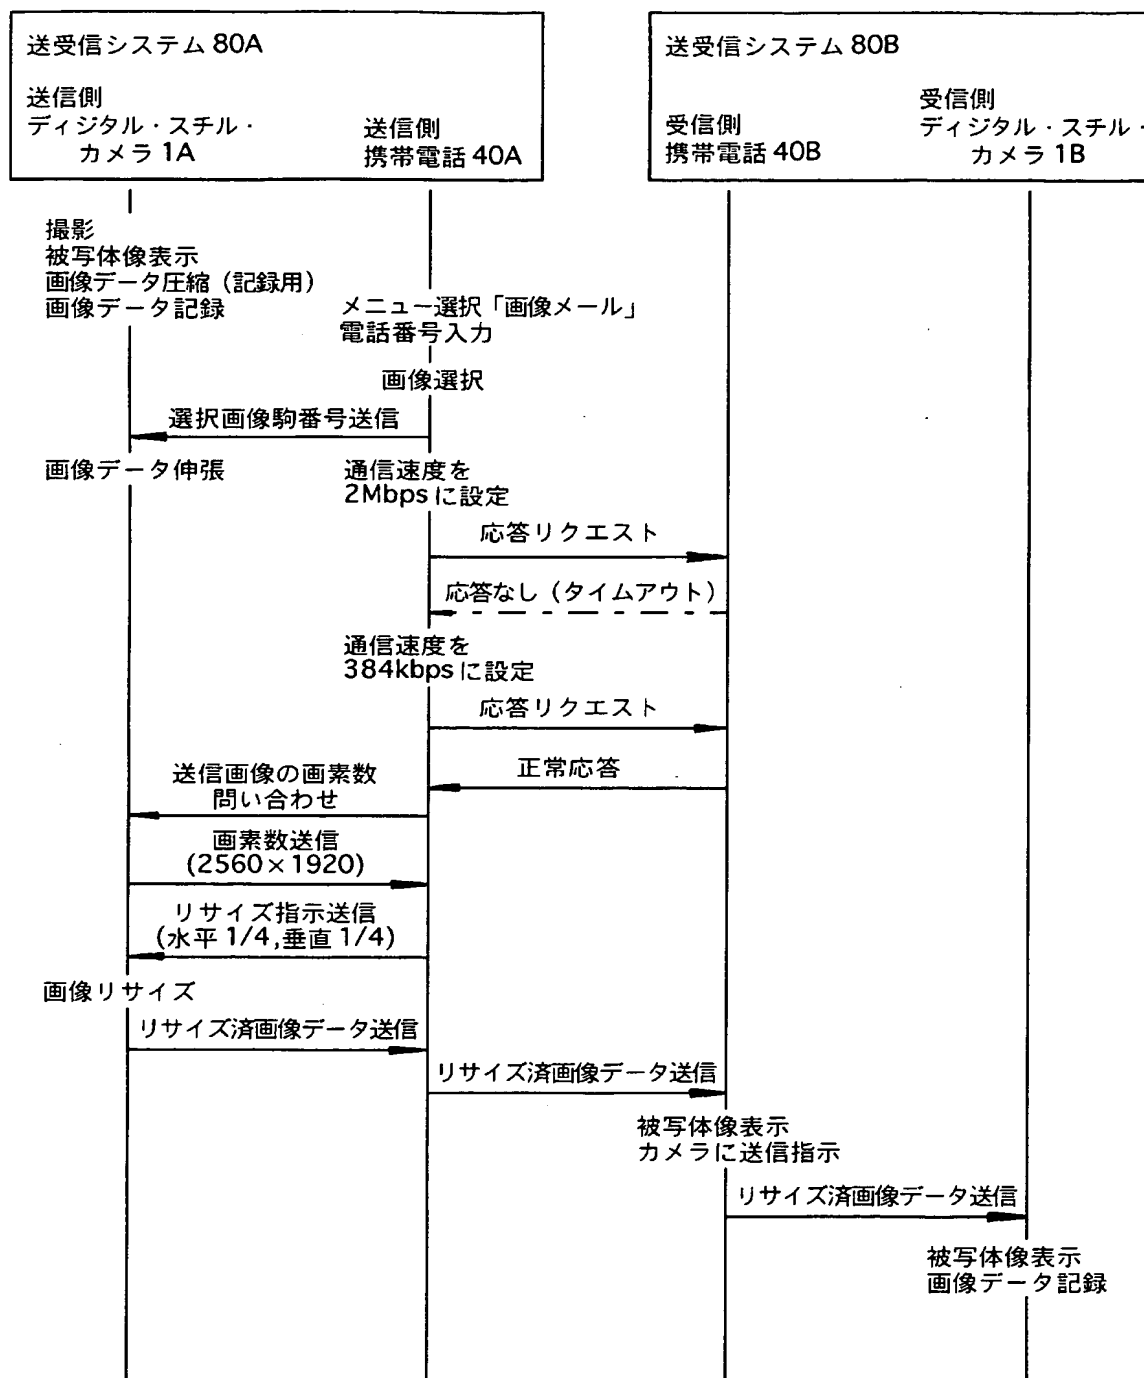 送受信システム 80A
送信側
ディジタル・スチル・
カメラ 1A
送信側
携帯電話 40A
送受信システム 80B
受信側
携帯電話 40B
受信側
ディジタル・スチル・
カメラ 1B
撮影
被写体像表示
画像データ圧縮（記録用）
画像データ記録
メニュー選択「画像メール」
電話番号入力
画像選択
選択画像駒番号送信
画像データ伸張
通信速度を
2Mbps に設定
応答リクエスト
応答なし（タイムアウト）
通信速度を
384kbps に設定
応答リクエスト
正常応答
送信画像の画素数
問い合わせ
画素数送信
(2560×1920)
リサイズ指示送信
(水平 1/4,垂直 1/4)
画像リサイズ
リサイズ済画像データ送信
リサイズ済画像データ送信
被写体像表示
カメラに送信指示
リサイズ済画像データ送信
被写体像表示
画像データ記録